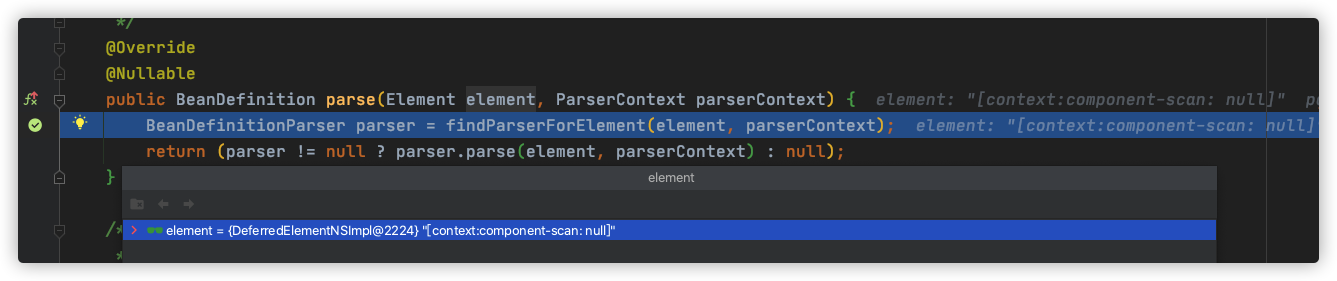 */
@Override
@Nullable
public BeanDefinition parse(Element element, ParserContext parserContext) { element: "[context:component-scan: null]"
BeanDefinitionParser parser = findParserForElement(element, parserContext); element: "[context:component-scan: null]"
return (parser != null ? parser.parse(element, parserContext) : null);
}
element
element = {DeferredElementNSImpl@2224} "[context:component-scan: null]"
/*
*